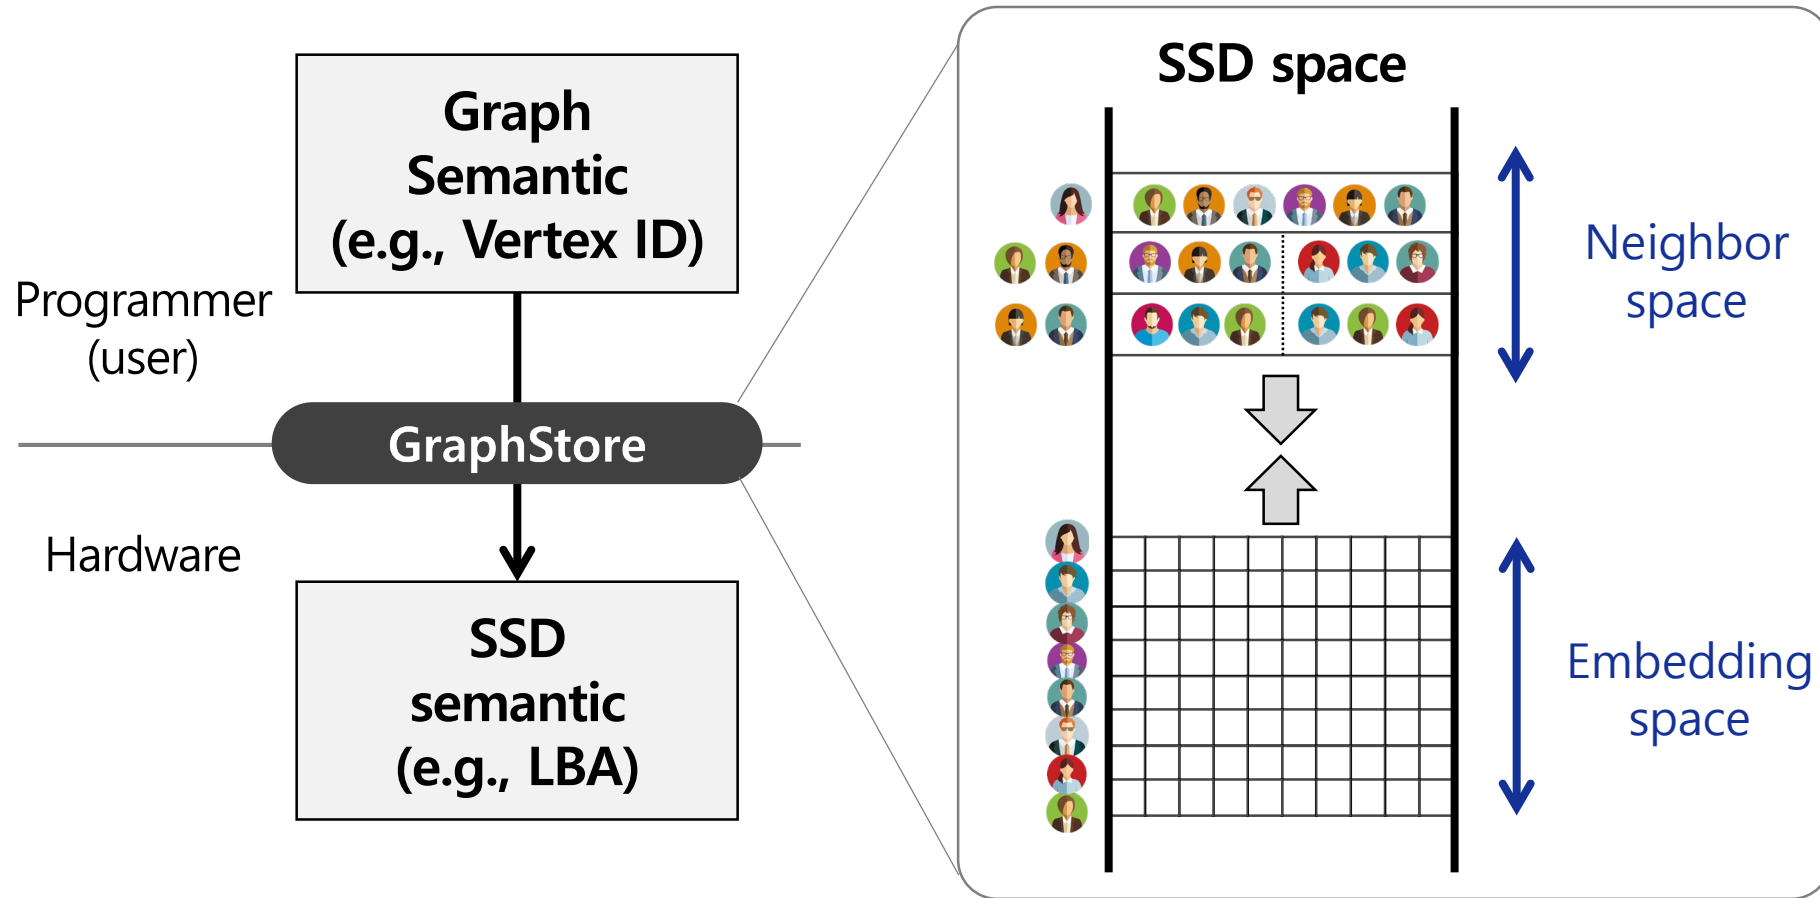 Graph
Semantic
(e.g., Vertex ID)
Programmer
(user)
GraphStore
Hardware
SSD
semantic
(e.g., LBA)
SSD space
Neighbor
space
Embedding
space